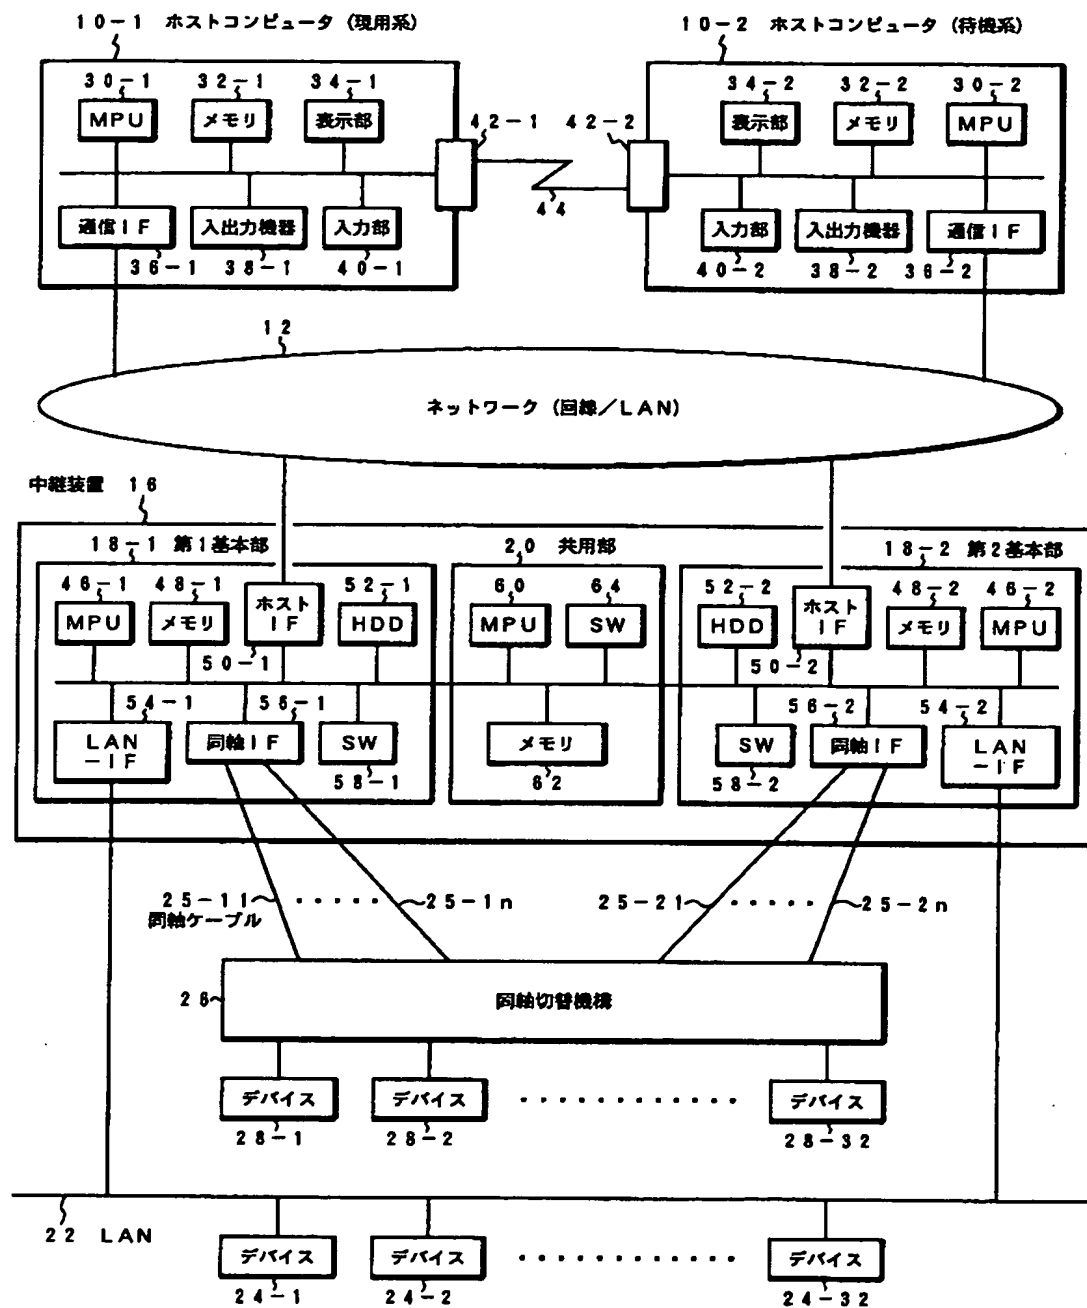 10-1 ホストコンピュータ (現用系)
10-2 ホストコンピュータ (待機系)
30-1 32-1 34-1
MPU メモリ 表示部
42-1 42-2
34-2 32-2 30-2
表示部 メモリ MPU
44
通信IF 入出力機器 入力部
36-1 38-1 40-1
入力部 入出力機器 通信IF
40-2 38-2 36-2
12
ネットワーク (回線/LAN)
中継装置 16
18-1 第1基本部
20 共用部
18-2 第2基本部
46-1 48-1 52-1
MPU メモリ ホスト
IF HDD
50-1
60 64
MPU SW
52-2 48-2 46-2
HDD ホスト
IF メモリ MPU
50-2
54-1 56-1
LAN
-IF 同軸IF SW
58-1
メモリ
62
56-2 54-2
SW 同軸IF LAN
-IF
58-2
25-11 25-1n 25-21 25-2n
同軸ケーブル
26 同軸切替機構
デバイス デバイス デバイス
28-1 28-2 28-32
22 LAN
デバイス デバイス デバイス
24-1 24-2 24-32